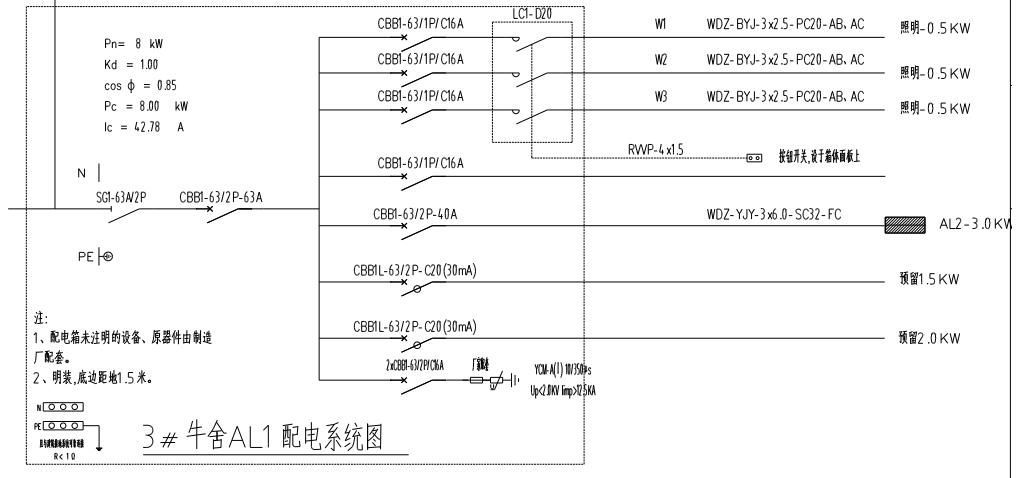 LC1-D20
CBB1-63/1P/C16A W1 WDZ-BYJ-3x2.5-PC20-AB、AC 照明-0.5KW
CBB1-63/1P/C16A W2 WDZ-BYJ-3x2.5-PC20-AB、AC 照明-0.5KW
CBB1-63/1P/C16A W3 WDZ-BYJ-3x2.5-PC20-AB、AC 照明-0.5KW
Pn= 8 kW
Kd = 1.00
cos ϕ = 0.85
Pc = 8.00 kW
Ic = 42.78 A
RVVP-4x1.5 按钮开关,设于箱体面板上
CBB1-63/1P/C16A
N
SG1-63A/2P CBB1-63/2P-63A
CBB1-63/2P-40A WDZ-YJY-3x6.0-SC32-FC AL2-3.0KW
PE
CBB1L-63/2P-C20(30mA) 预留1.5KW
CBB1L-63/2P-C20(30mA) 预留2.0KW
2xCBB1-63/2P/C16A YCM-A(I) 10/350us
Up<2.0KV Iimp>12.5KA
注:
1、配电箱未注明的设备、原器件由制造
厂配套。
2、明装,底边距地1.5米。
N
PE
R<10
3#牛舍AL1配电系统图